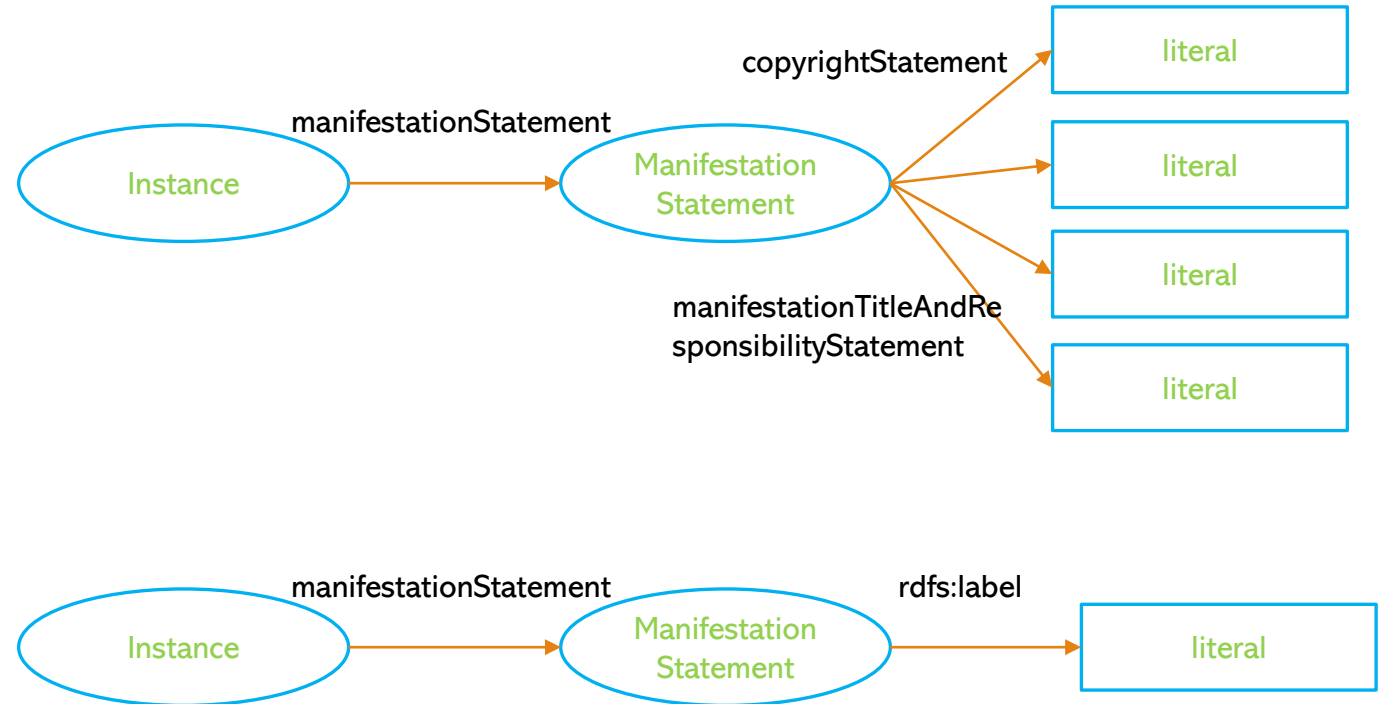 copyrightStatement
literal
manifestationStatement
Instance
Manifestation
Statement
literal
literal
manifestationTitleAndRe
sponsibilityStatement
literal
manifestationStatement
rdfs:label
Instance
Manifestation
Statement
literal